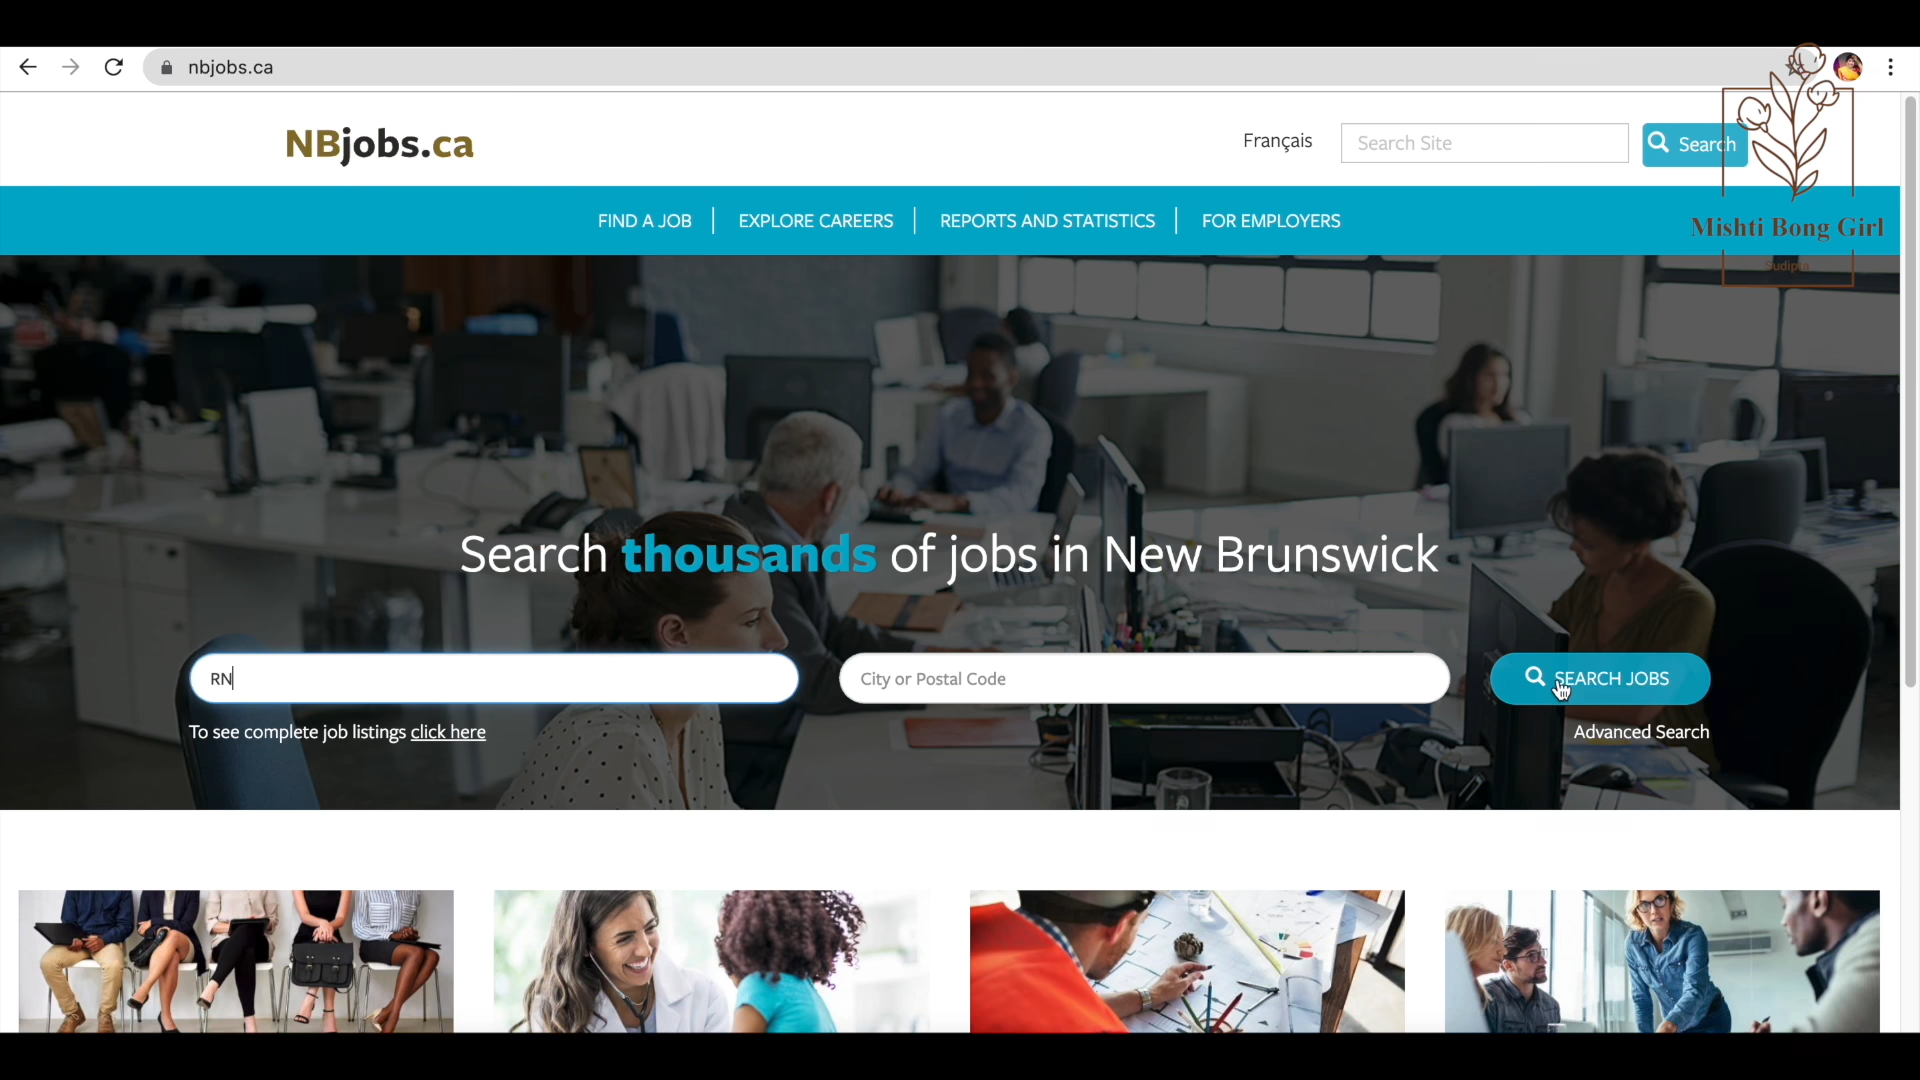 nbjobs.ca
NBjobs.ca
Français
Search Site
Search
FIND A JOB
EXPLORE CAREERS
REPORTS AND STATISTICS
FOR EMPLOYERS
Mishti Bong Girl
Sudipta
Search thousands of jobs in New Brunswick
RN
City or Postal Code
SEARCH JOBS
To see complete job listings click here
Advanced Search